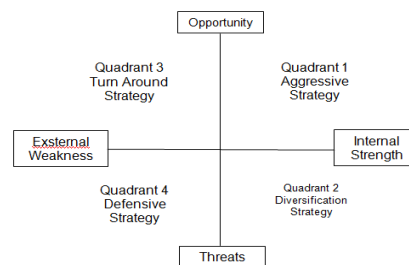 Opportunity
Quadrant 3
Turn Around
Strategy
Quadrant 1
Aggressive
Strategy
Exsternal
Weakness
Internal
Strength
Quadrant 4
Defensive
Strategy
Quadrant 2
Diversification
Strategy
Threats